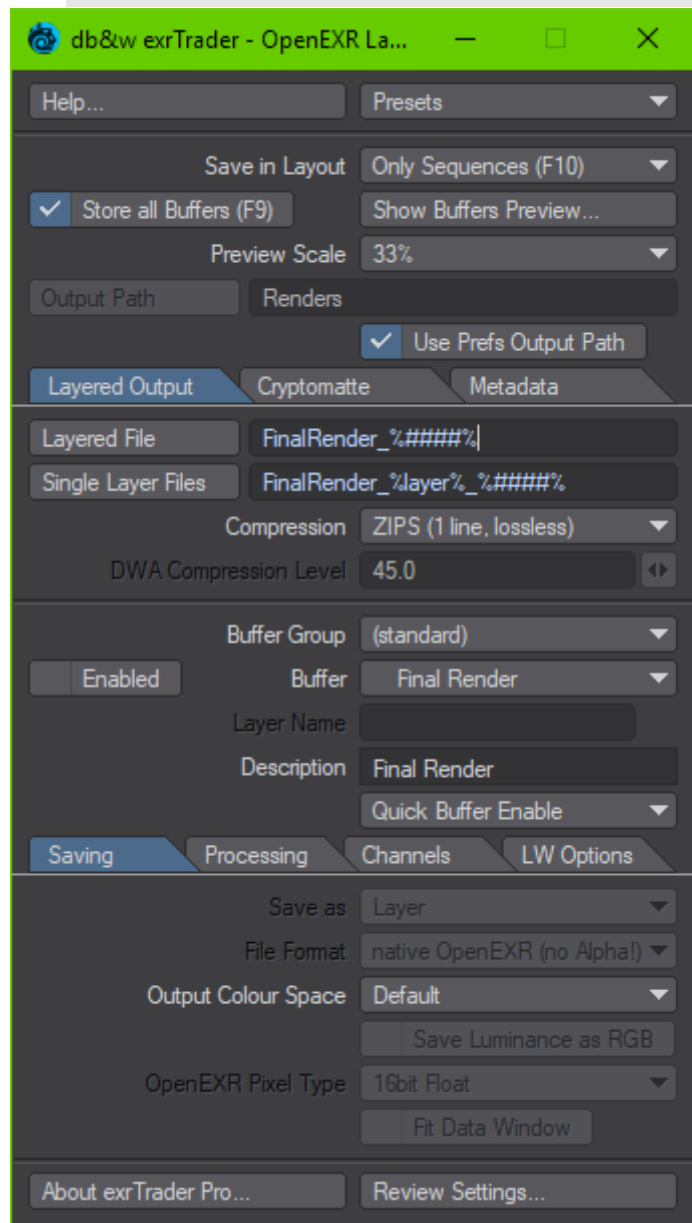 db&w exrTrader - OpenEXR La...
Help... Presets
Save in Layout Only Sequences (F10)
Store all Buffers (F9) Show Buffers Preview...
Preview Scale 33%
Output Path Renders
Use Prefs Output Path
Layered Output Cryptomatte Metadata
Layered File FinalRender_%####%
Single Layer Files FinalRender_%layer%_%####%
Compression ZIPS (1 line, lossless)
DWA Compression Level 45.0
Buffer Group (standard)
Enabled Buffer Final Render
Layer Name
Description Final Render
Quick Buffer Enable
Saving Processing Channels LW Options
Save as Layer
File Format native OpenEXR (no Alpha!)
Output Colour Space Default
Save Luminance as RGB
OpenEXR Pixel Type 16bit Float
Fit Data Window
About exrTrader Pro... Review Settings...